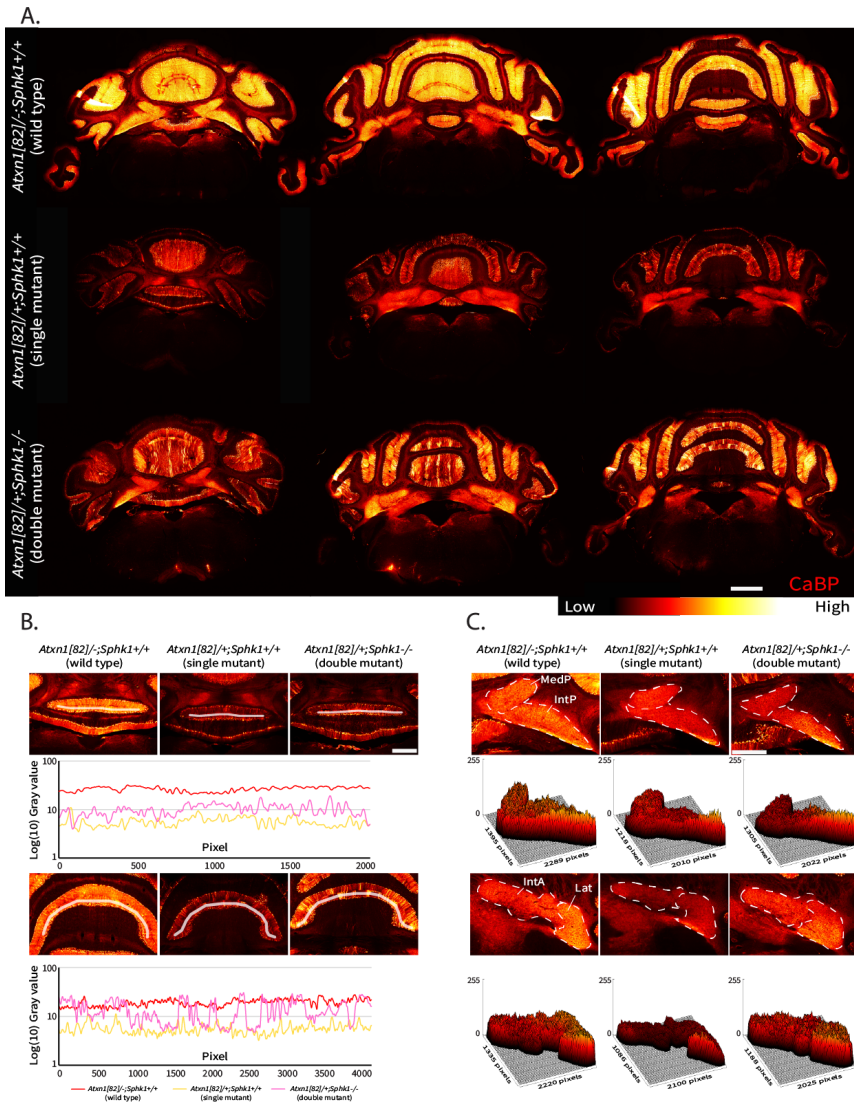 A.
Atxn1[82]/-;Sphk1+/+
(wild type)
Atxn1[82]/+;Sphk1+/+
(single mutant)
Atxn1[82]/+;Sphk1-/-
(double mutant)
CaBP
Low
High
B.
Atxn1[82]/-;Sphk1+/+
(wild type)
Atxn1[82]/+;Sphk1+/+
(single mutant)
Atxn1[82]/+;Sphk1-/-
(double mutant)
Log(10) Gray value
100
10
1
0
500
1000
1500
2000
Pixel
Log(10) Gray value
100
10
1
Pixel
0
500
1000
1500
2000
2500
3000
3500
4000
Atxn1[82]/-;Sphk1+/+
(wild type)
Atxn1[82]/+;Sphk1+/+
(single mutant)
Atxn1[82]/+;Sphk1-/-
(double mutant)
C.
Atxn1[82]/-;Sphk1+/+
(wild type)
Atxn1[82]/+;Sphk1+/+
(single mutant)
Atxn1[82]/+;Sphk1-/-
(double mutant)
MedP
IntP
255
0
1395 pixels
2289 pixels
255
0
1218 pixels
2010 pixels
255
0
1305 pixels
2022 pixels
IntA
Lat
255
0
1335 pixels
2220 pixels
255
0
1086 pixels
2100 pixels
255
0
1168 pixels
2025 pixels